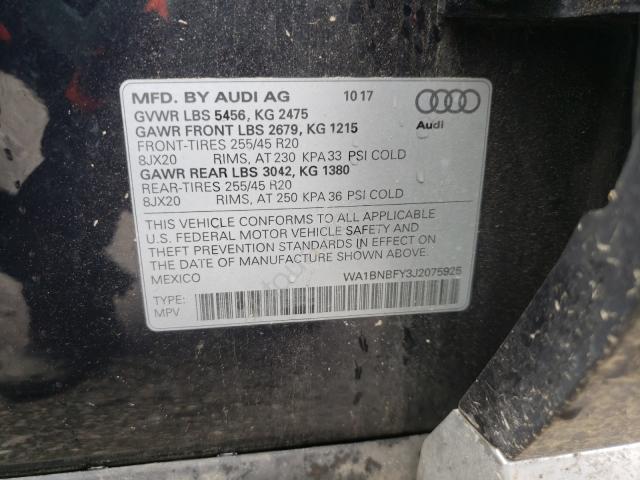 MFD. BY AUDI AG 10 17
GVWR LBS 5456, KG 2475
GAWR FRONT LBS 2679, KG 1215
FRONT-TIRES 255/45 R20
8JX20 RIMS, AT 230 KPA 33 PSI COLD
GAWR REAR LBS 3042, KG 1380
REAR-TIRES 255/45 R20
8JX20 RIMS, AT 250 KPA 36 PSI COLD
Audi
THIS VEHICLE CONFORMS TO ALL APPLICABLE
U.S. FEDERAL MOTOR VEHICLE SAFETY AND
THEFT PREVENTION STANDARDS IN EFFECT ON
THE DATE OF MANUFACTURE SHOWN ABOVE.
MEXICO WA1BNBFY3J2075925
TYPE:
MPV